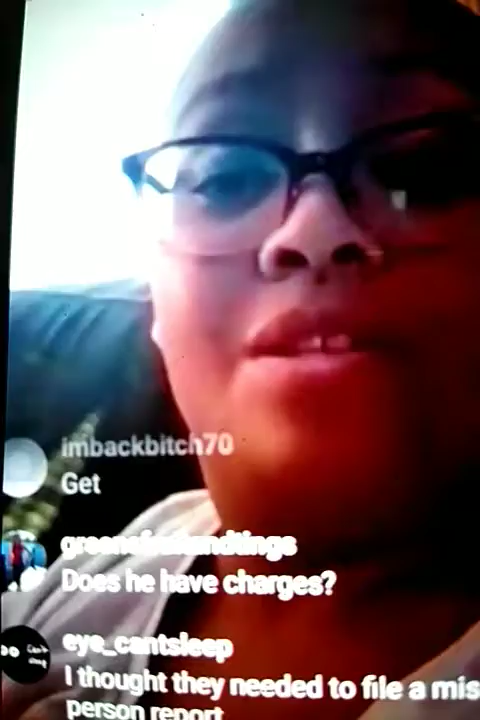 imbackbitch70
Get
Does he have charges?
eye_cantsleep
I thought they needed to file a mis
person report